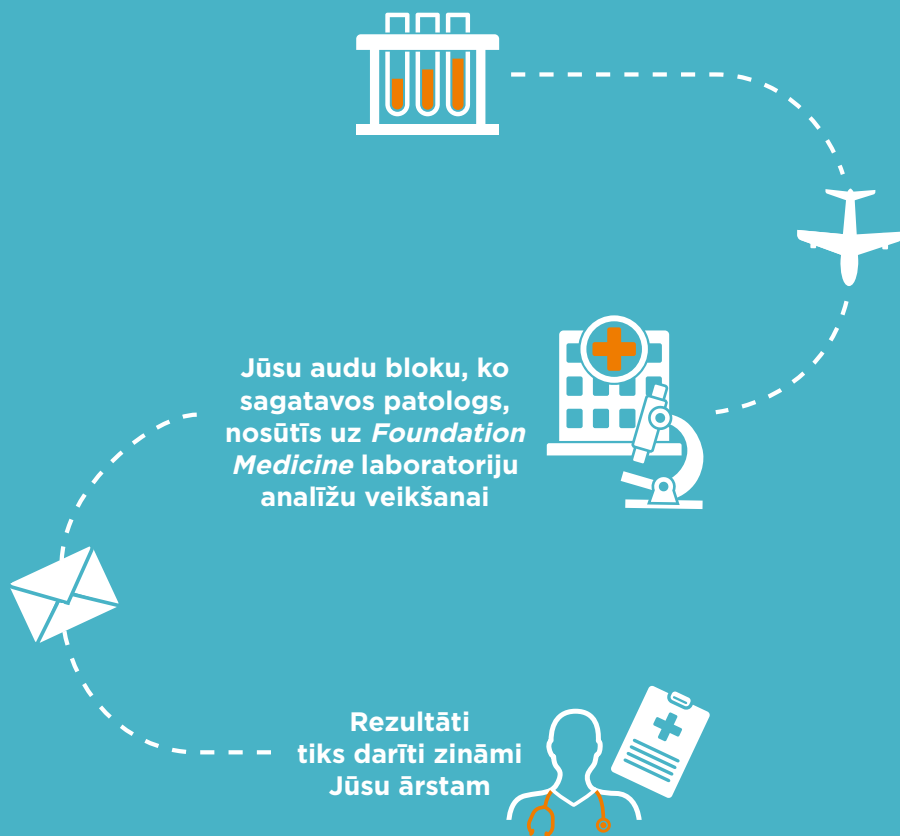 Jūsu audu bloku, ko
sagatavos patologs,
nosūtīs uz Foundation
Medicine laboratoriju
analīžu veikšanai
Rezultāti
tiks darīti zināmi
Jūsu ārstam